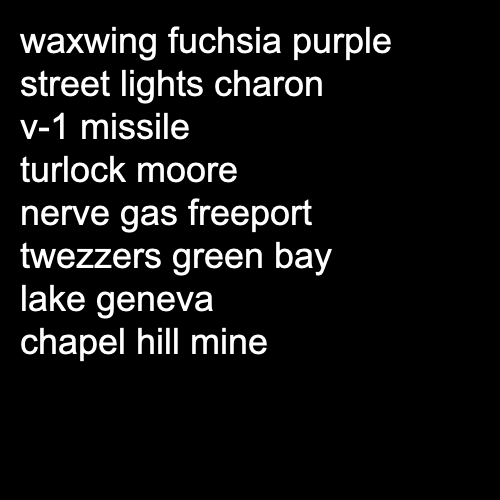 waxwing fuchsia purple
street lights charon
v-1 missile
turlock moore
nerve gas freeport
twezzers green bay
lake geneva
chapel hill mine